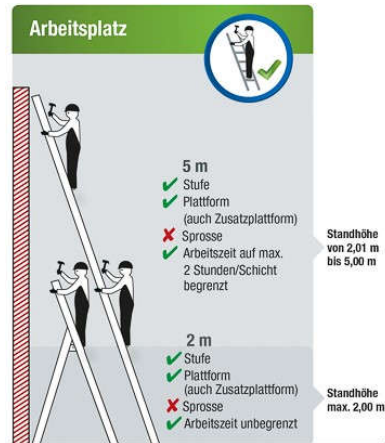 Arbeitsplatz
5 m
Stufe
Plattform
(auch Zusatzplattform)
Sprosse
Arbeitszeit auf max.
2 Stunden/Schicht
begrenzt
Standhöhe
von 2,01 m
bis 5,00 m
2 m
Stufe
Plattform
(auch Zusatzplattform)
Sprosse
Arbeitszeit unbegrenzt
Standhöhe
max. 2,00 m